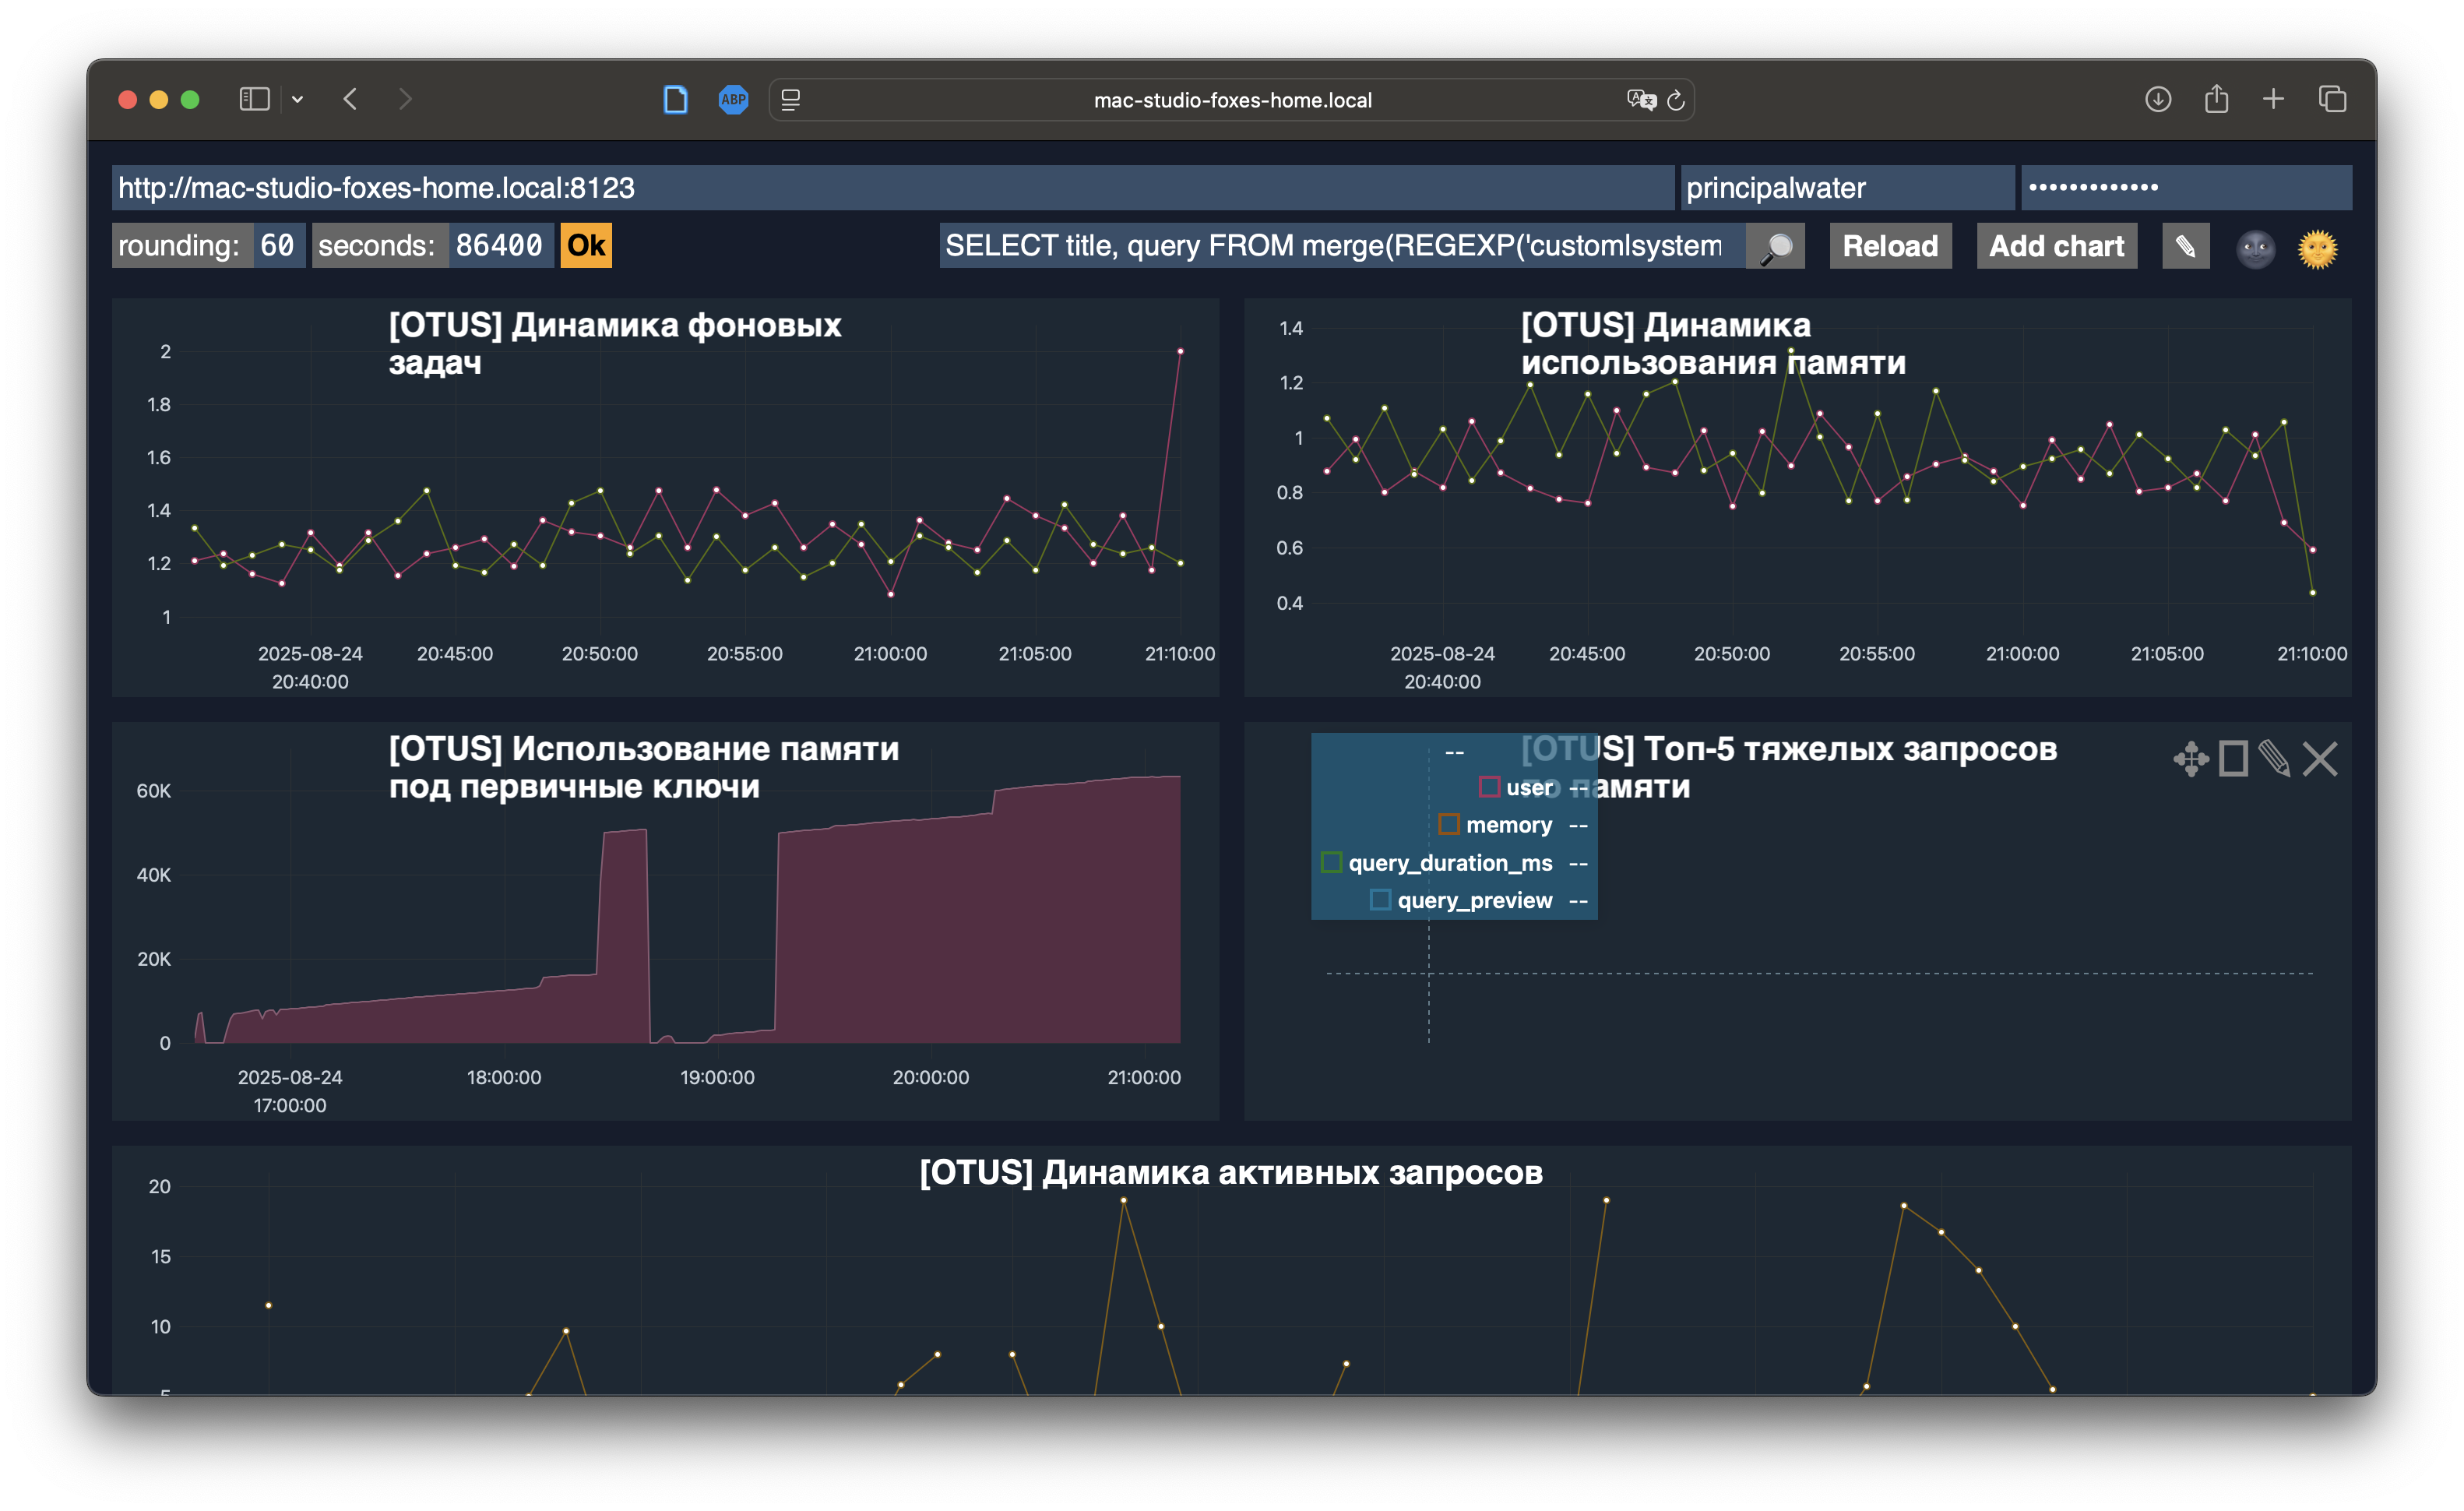 ABP
mac-studio-foxes-home.local
http://mac-studio-foxes-home.local:8123
principalwater
•••••••••••••
rounding: 60 seconds: 86400 Ok
SELECT title, query FROM merge(REGEXP('customlsystem
Reload
Add chart
[OTUS] Динамика фоновых
задач
2
1.8
1.6
1.4
1.2
1
2025-08-24 20:45:00 20:50:00 20:55:00 21:00:00 21:05:00 21:10:00
20:40:00
[OTUS] Динамика
использования памяти
1.4
1.2
1
0.8
0.6
0.4
2025-08-24 20:45:00 20:50:00 20:55:00 21:00:00 21:05:00 21:10:00
20:40:00
[OTUS] Использование памяти
под первичные ключи
60K
40K
20K
0
2025-08-24 18:00:00 19:00:00 20:00:00 21:00:00
17:00:00
[OTUS] Топ-5 тяжелых запросов
по памяти
--
user --
memory --
query_duration_ms --
query_preview --
[OTUS] Динамика активных запросов
20
15
10
5